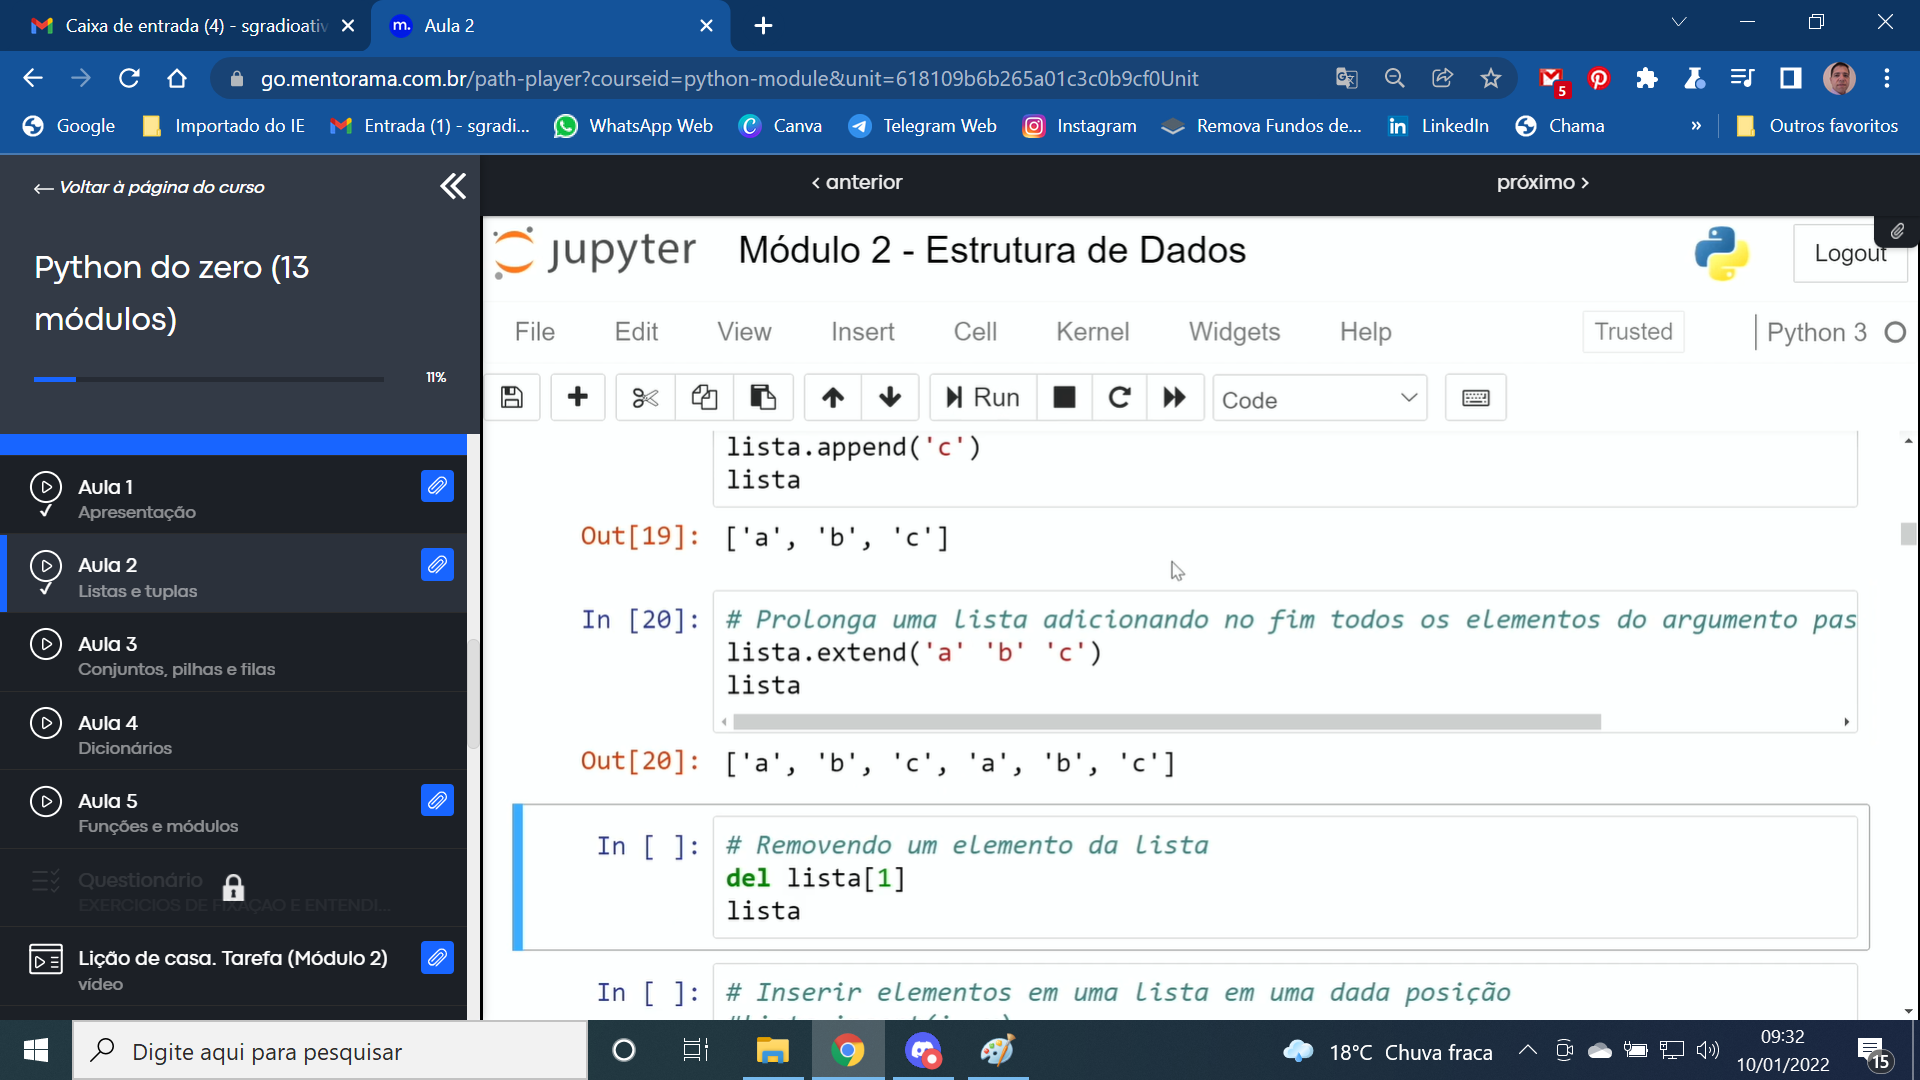 Caixa de entrada (4) - sgradioativ
m. Aula 2
go.mentorama.com.br/path-player?courseid=python-module&unit=618109b6b265a01c3c0b9cf0Unit
5
Google
Importado do IE
Entrada (1) - sgradi...
WhatsApp Web
Canva
Telegram Web
Instagram
Remova Fundos de...
LinkedIn
Chama
»
Outros favoritos
← Voltar à página do curso
Python do zero (13
módulos)
11%
Aula 1
Apresentação
Aula 2
Listas e tuplas
Aula 3
Conjuntos, pilhas e filas
Aula 4
Dicionários
Aula 5
Funções e módulos
Questionário
EXERCICIOS DE FIXAÇAO E ENTENDI...
Lição de casa. Tarefa (Módulo 2)
vídeo
‹ anterior
próximo ›
jupyter
Módulo 2 - Estrutura de Dados
Logout
File Edit View Insert Cell Kernel Widgets Help
Trusted
Python 3
Run
Code
lista.append('c')
lista
Out[19]: ['a', 'b', 'c']
In [20]: # Prolonga uma lista adicionando no fim todos os elementos do argumento pas
lista.extend('a' 'b' 'c')
lista
Out[20]: ['a', 'b', 'c', 'a', 'b', 'c']
In [ ]: # Removendo um elemento da lista
del lista[1]
lista
In [ ]: # Inserir elementos em uma lista em uma dada posição
Digite aqui para pesquisar
18°C Chuva fraca
09:32
10/01/2022
15